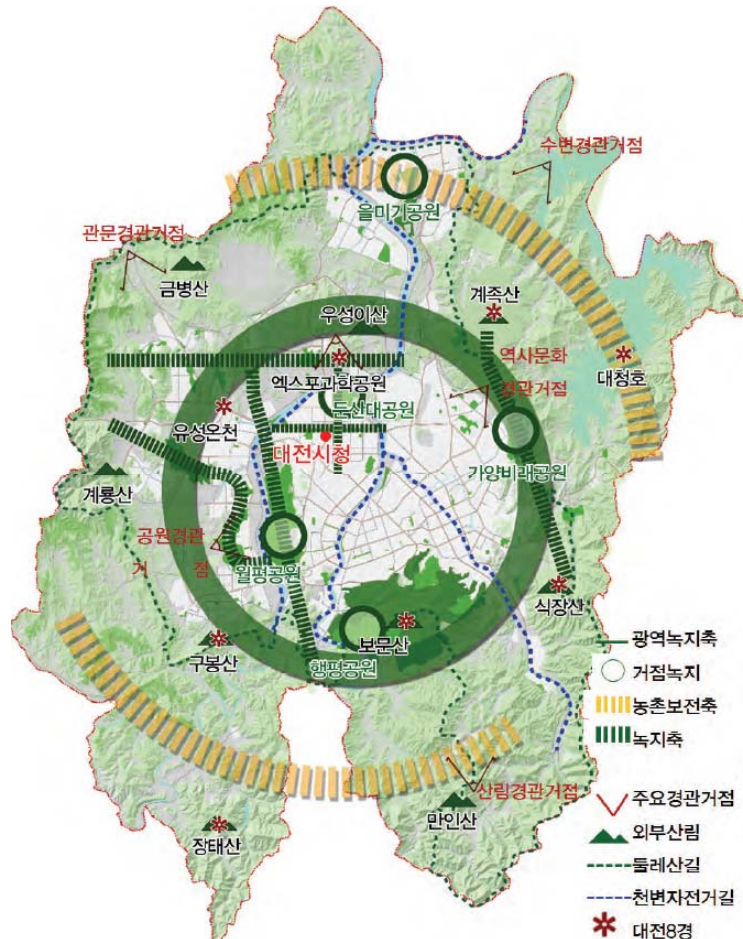 수변경관거점
을미기공원
관문경관거점
금병산
계족산
우성이산
역사문화
경관거점
대청호
엑스포과학공원
둔산대공원
유성온천
대전시청
가양비래공원
계룡산
공원경관
거 점
월평공원
식장산
보문산
구봉산
행평공원
산림경관거점
만인산
장태산
광역녹지축
거점녹지
농촌보전축
녹지축
주요경관거점
외부산림
둘레산길
천변자전거길
대전8경